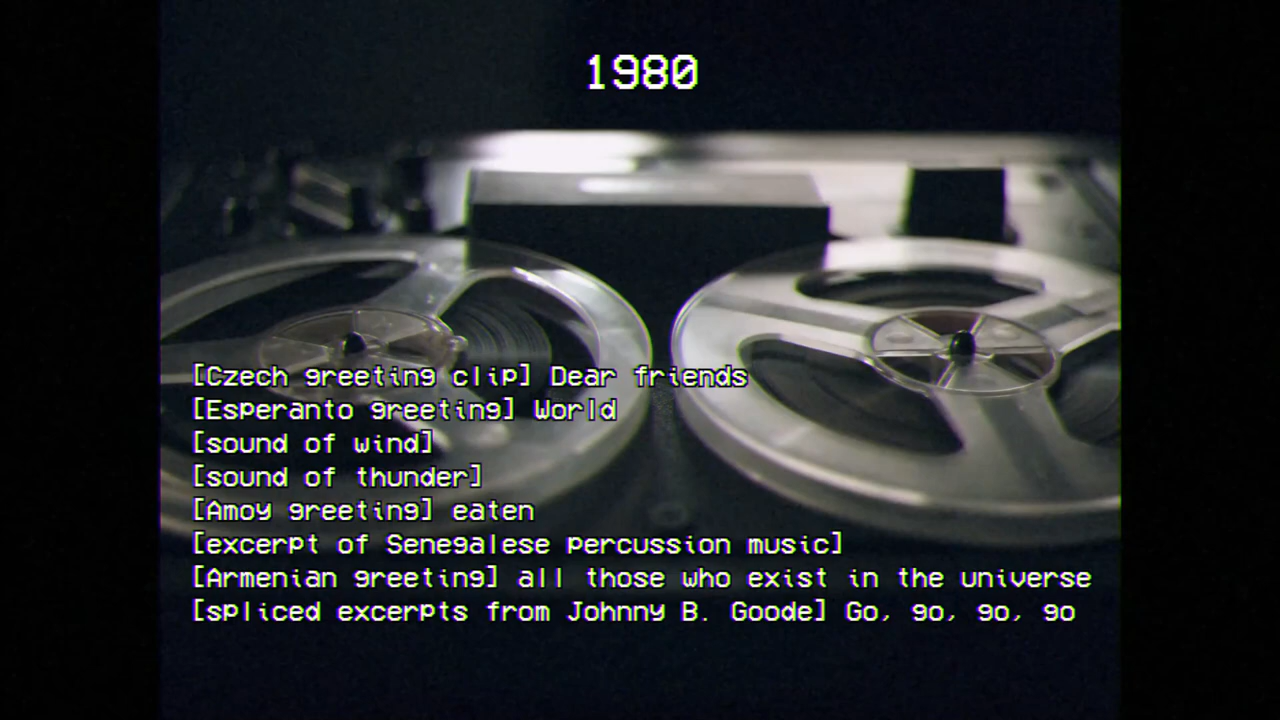 1980
[Czech greeting clip] Dear friends
[Esperanto greeting] World
[sound of wind]
[sound of thunder]
[Amoy greeting] eaten
[excerpt of Senegalese percussion music]
[Armenian greeting] all those who exist in the universe
[spliced excerpts from Johnny B. Goode] Go, go, go, go